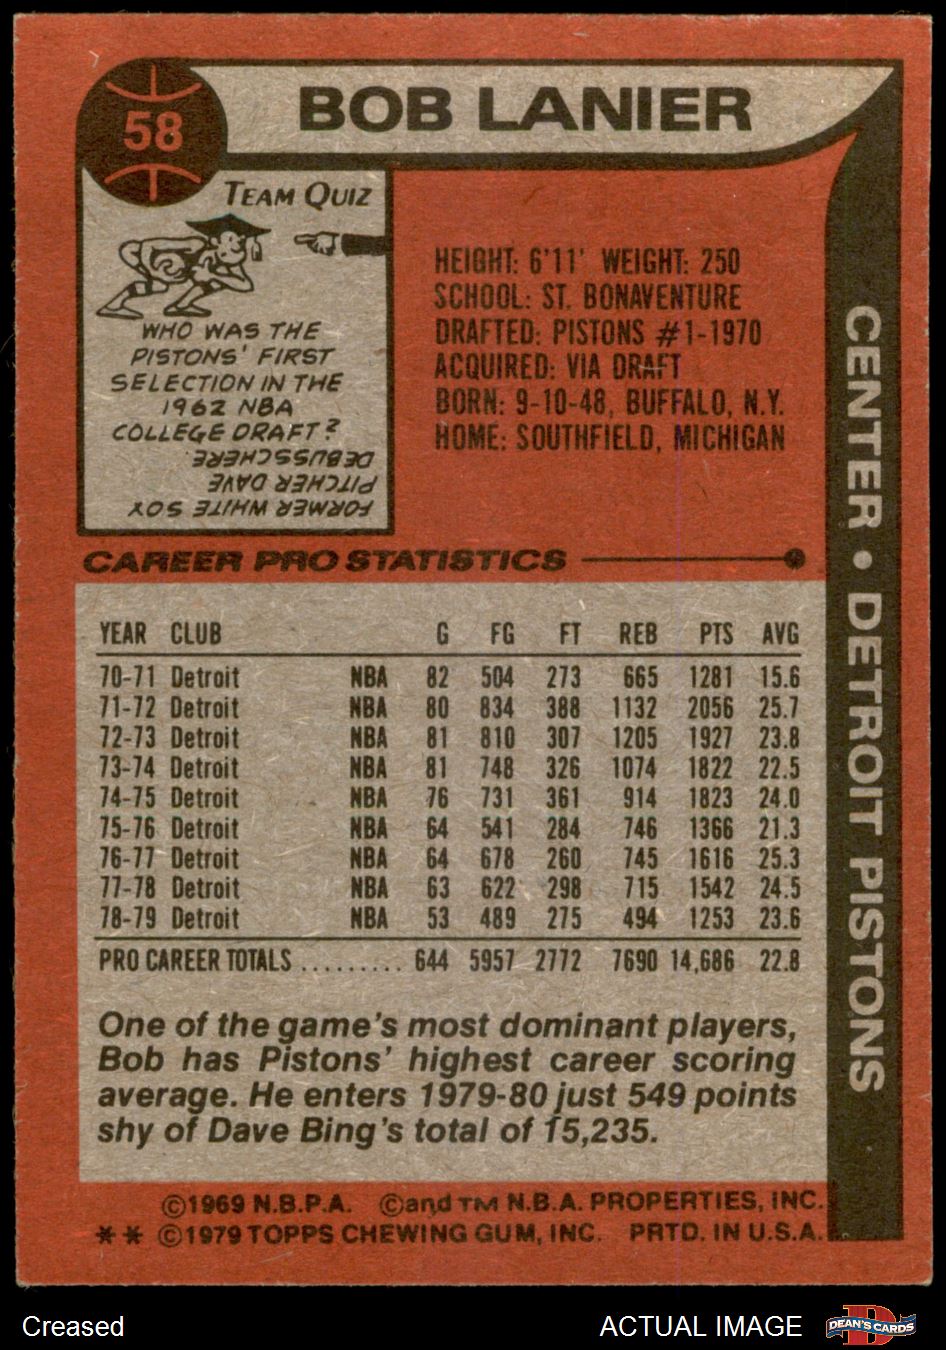 58
BOB LANIER
TEAM QUIZ
WHO WAS THE
PISTONS' FIRST
SELECTION IN THE
1962 NBA
COLLEGE DRAFT?
FORMER WHITE SOX
PITCHER DAVE
DEBUSSCHERE
HEIGHT: 6'11' WEIGHT: 250
SCHOOL: ST. BONAVENTURE
DRAFTED: PISTONS #1-1970
ACQUIRED: VIA DRAFT
BORN: 9-10-48, BUFFALO, N.Y.
HOME: SOUTHFIELD, MICHIGAN
CENTER • DETROIT PISTONS
CAREER PRO STATISTICS
YEAR CLUB G FG FT REB PTS AVG
70-71 Detroit NBA 82 504 273 665 1281 15.6
71-72 Detroit NBA 80 834 388 1132 2056 25.7
72-73 Detroit NBA 81 810 307 1205 1927 23.8
73-74 Detroit NBA 81 748 326 1074 1822 22.5
74-75 Detroit NBA 76 731 361 914 1823 24.0
75-76 Detroit NBA 64 541 284 746 1366 21.3
76-77 Detroit NBA 64 678 260 745 1616 25.3
77-78 Detroit NBA 63 622 298 715 1542 24.5
78-79 Detroit NBA 53 489 275 494 1253 23.6
PRO CAREER TOTALS ......... 644 5957 2772 7690 14,686 22.8
One of the game's most dominant players,
Bob has Pistons' highest career scoring
average. He enters 1979-80 just 549 points
shy of Dave Bing's total of 15,235.
©1969 N.B.P.A. ©and TM N.B.A. PROPERTIES, INC.
** ©1979 TOPPS CHEWING GUM, INC. PRTD. IN U.S.A.
Creased
ACTUAL IMAGE
DEAN'S CARDS